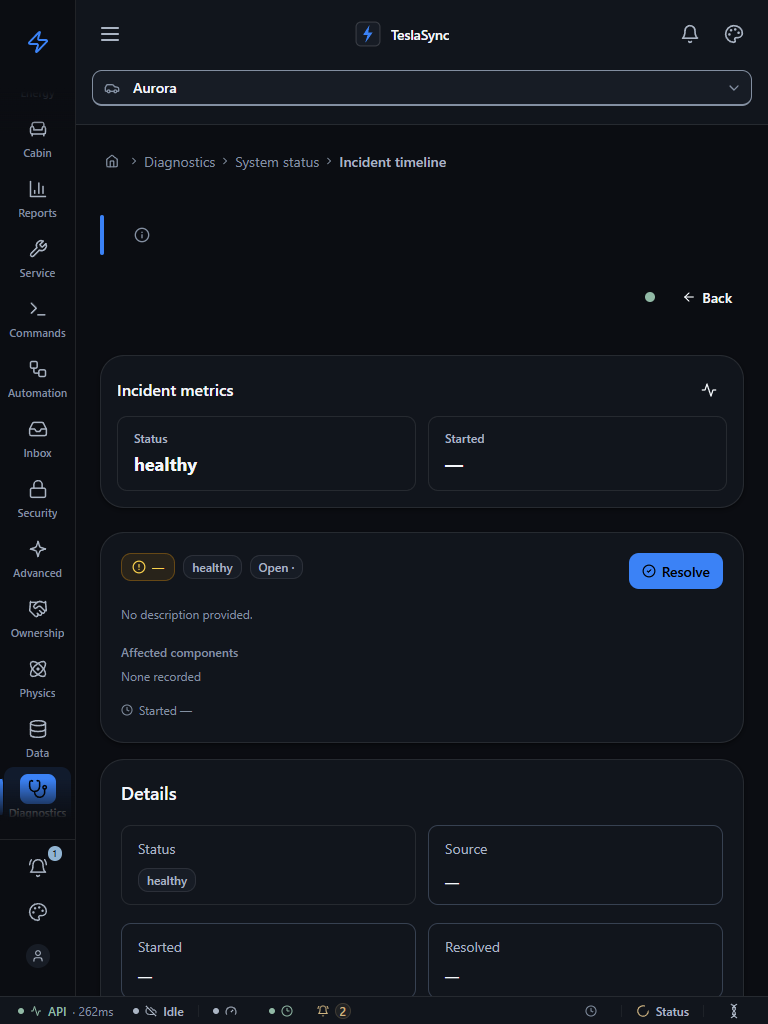 TeslaSync
Aurora
Energy
Cabin
Reports
Service
Commands
Automation
Inbox
Security
Advanced
Ownership
Physics
Data
Diagnostics
1
Diagnostics > System status > Incident timeline
Back
Incident metrics
Status
healthy
Started
—
—
healthy
Open ·
Resolve
No description provided.
Affected components
None recorded
Started —
Details
Status
healthy
Source
—
Started
—
Resolved
—
API · 262ms
Idle
2
Status